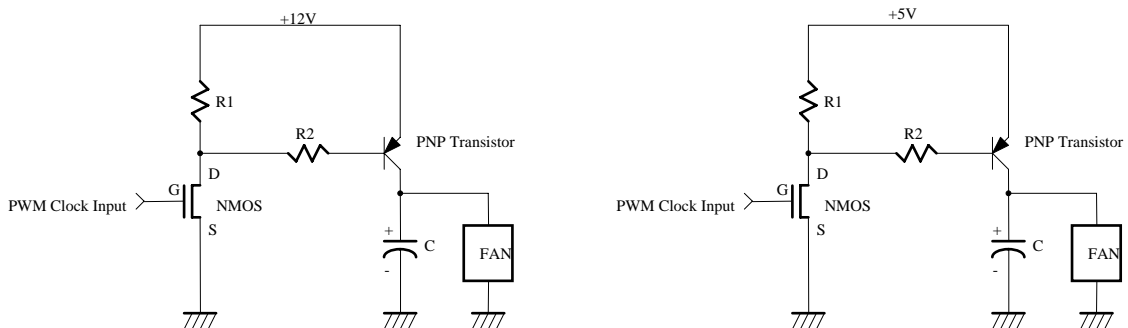 +12V
R1
R2
PNP Transistor
D
G
NMOS
PWM Clock Input
S
+
C
-
FAN
+5V
R1
R2
PNP Transistor
D
G
NMOS
PWM Clock Input
S
+
C
-
FAN